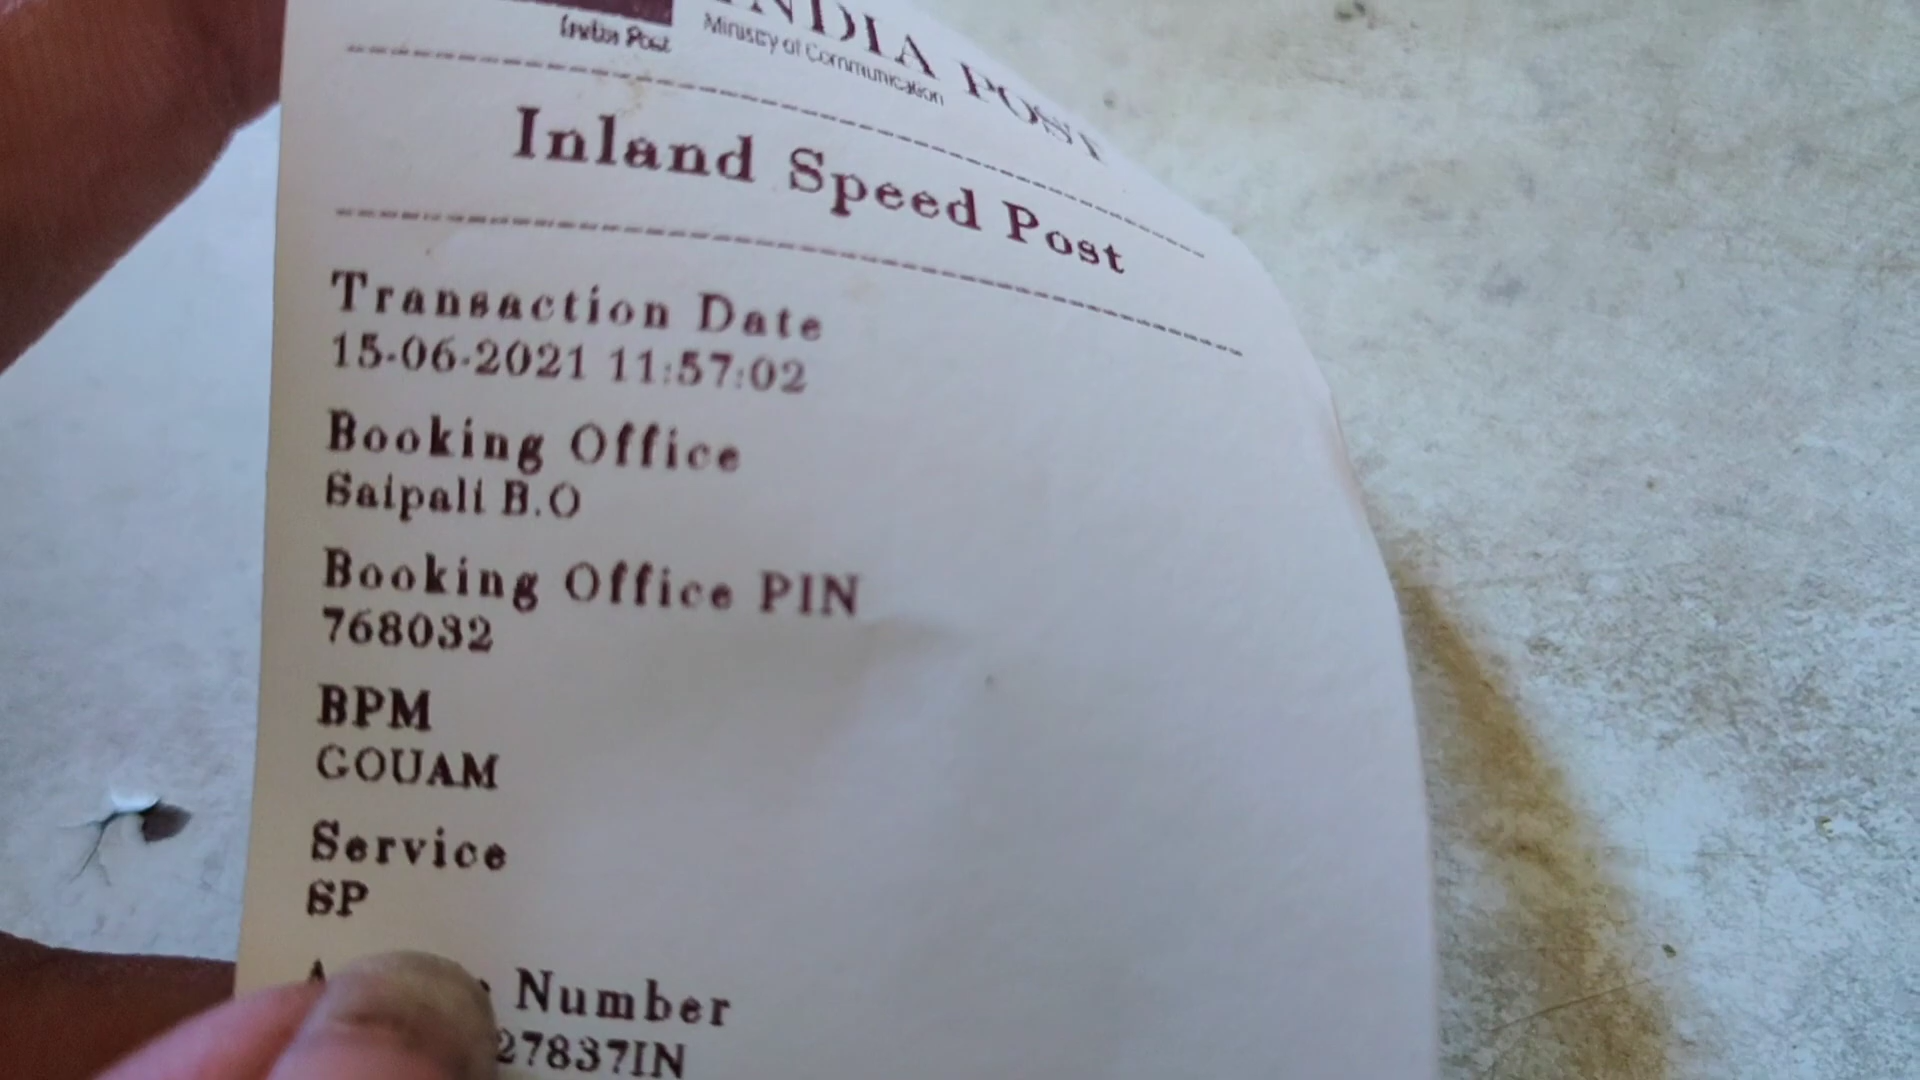 India Post
INDIA POST
Ministry of Communication
Inland Speed Post
Transaction Date
15-06-2021 11:57:02
Booking Office
Saipali B.O
Booking Office PIN
768032
BPM
GOUAM
Service
SP
Number
27837IN